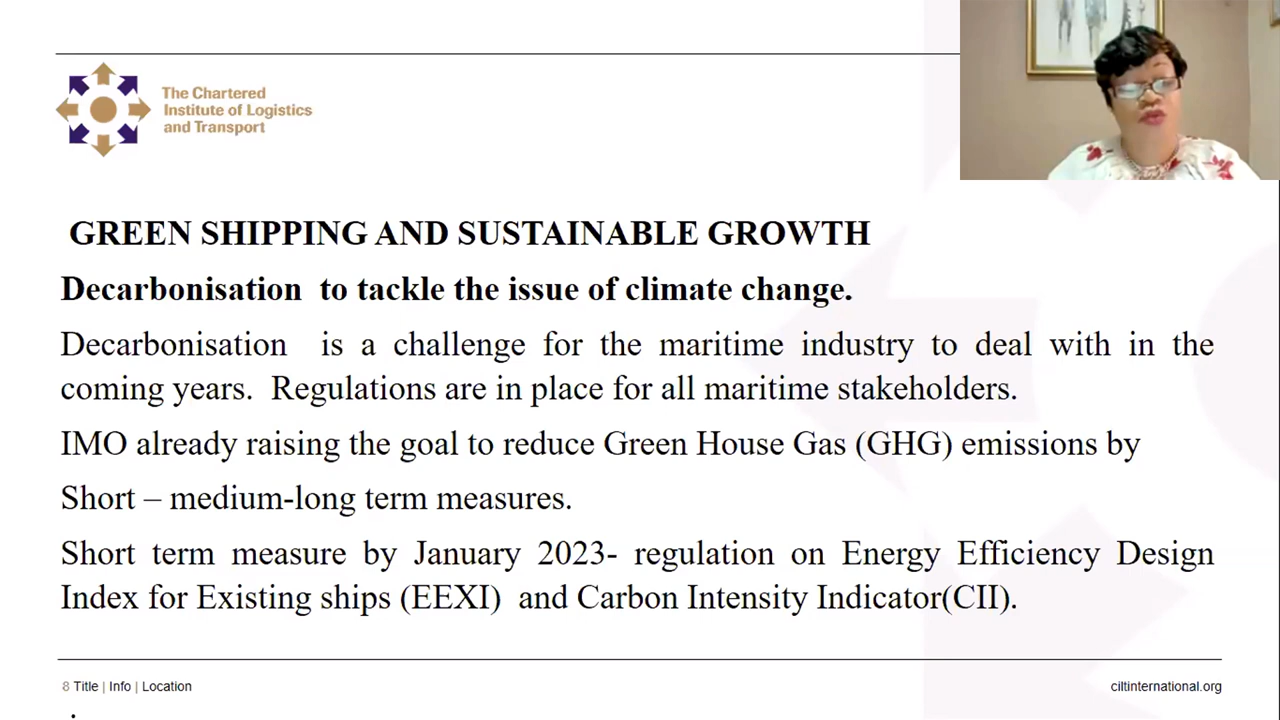 The Chartered
Institute of Logistics
and Transport
GREEN SHIPPING AND SUSTAINABLE GROWTH
Decarbonisation to tackle the issue of climate change.
Decarbonisation is a challenge for the maritime industry to deal with in the
coming years. Regulations are in place for all maritime stakeholders.
IMO already raising the goal to reduce Green House Gas (GHG) emissions by
Short – medium-long term measures.
Short term measure by January 2023- regulation on Energy Efficiency Design
Index for Existing ships (EEXI) and Carbon Intensity Indicator(CII).
8 Title | Info | Location
ciltinternational.org
.